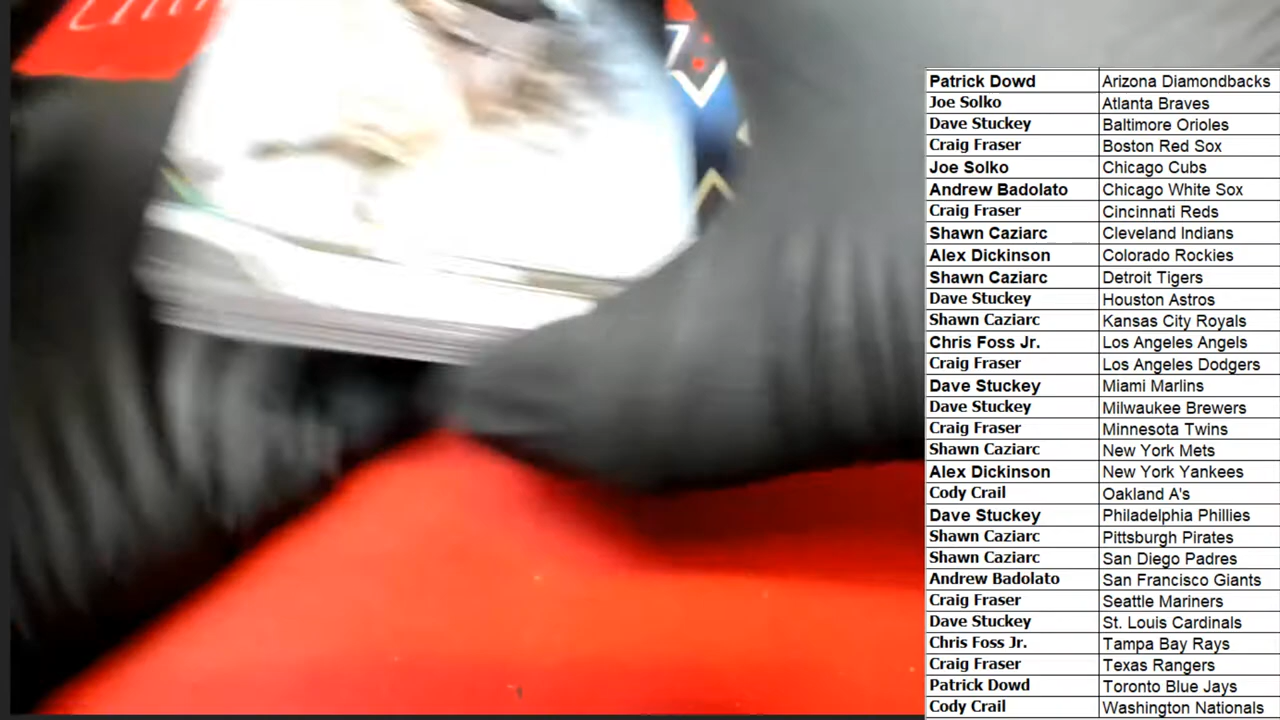 Patrick Dowd Arizona Diamondbacks
Joe Solko Atlanta Braves
Dave Stuckey Baltimore Orioles
Craig Fraser Boston Red Sox
Joe Solko Chicago Cubs
Andrew Badolato Chicago White Sox
Craig Fraser Cincinnati Reds
Shawn Caziarc Cleveland Indians
Alex Dickinson Colorado Rockies
Shawn Caziarc Detroit Tigers
Dave Stuckey Houston Astros
Shawn Caziarc Kansas City Royals
Chris Foss Jr. Los Angeles Angels
Craig Fraser Los Angeles Dodgers
Dave Stuckey Miami Marlins
Dave Stuckey Milwaukee Brewers
Craig Fraser Minnesota Twins
Shawn Caziarc New York Mets
Alex Dickinson New York Yankees
Cody Crail Oakland A's
Dave Stuckey Philadelphia Phillies
Shawn Caziarc Pittsburgh Pirates
Shawn Caziarc San Diego Padres
Andrew Badolato San Francisco Giants
Craig Fraser Seattle Mariners
Dave Stuckey St. Louis Cardinals
Chris Foss Jr. Tampa Bay Rays
Craig Fraser Texas Rangers
Patrick Dowd Toronto Blue Jays
Cody Crail Washington Nationals